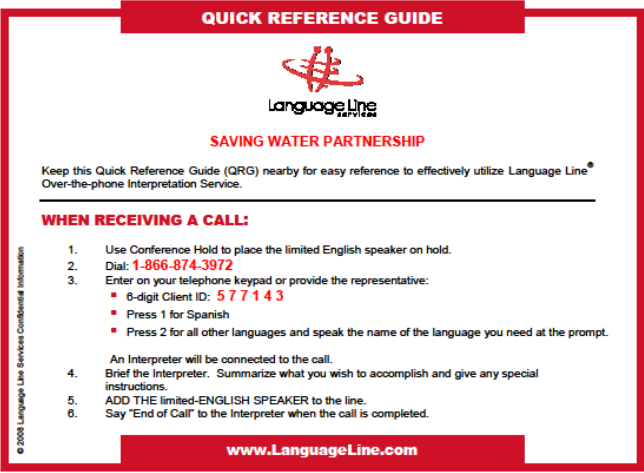 QUICK REFERENCE GUIDE
Language Line
services
SAVING WATER PARTNERSHIP
Keep this Quick Reference Guide (QRG) nearby for easy reference to effectively utilize Language Line®
Over-the-phone Interpretation Service.
WHEN RECEIVING A CALL:
1. Use Conference Hold to place the limited English speaker on hold.
2. Dial: 1-866-874-3972
3. Enter on your telephone keypad or provide the representative:
▪ 6-digit Client ID: 5 7 7 1 4 3
▪ Press 1 for Spanish
▪ Press 2 for all other languages and speak the name of the language you need at the prompt.
An Interpreter will be connected to the call.
4. Brief the Interpreter. Summarize what you wish to accomplish and give any special
instructions.
5. ADD THE limited-ENGLISH SPEAKER to the line.
6. Say "End of Call" to the Interpreter when the call is completed.
© 2008 Language Line Services Confidential Information
www.LanguageLine.com